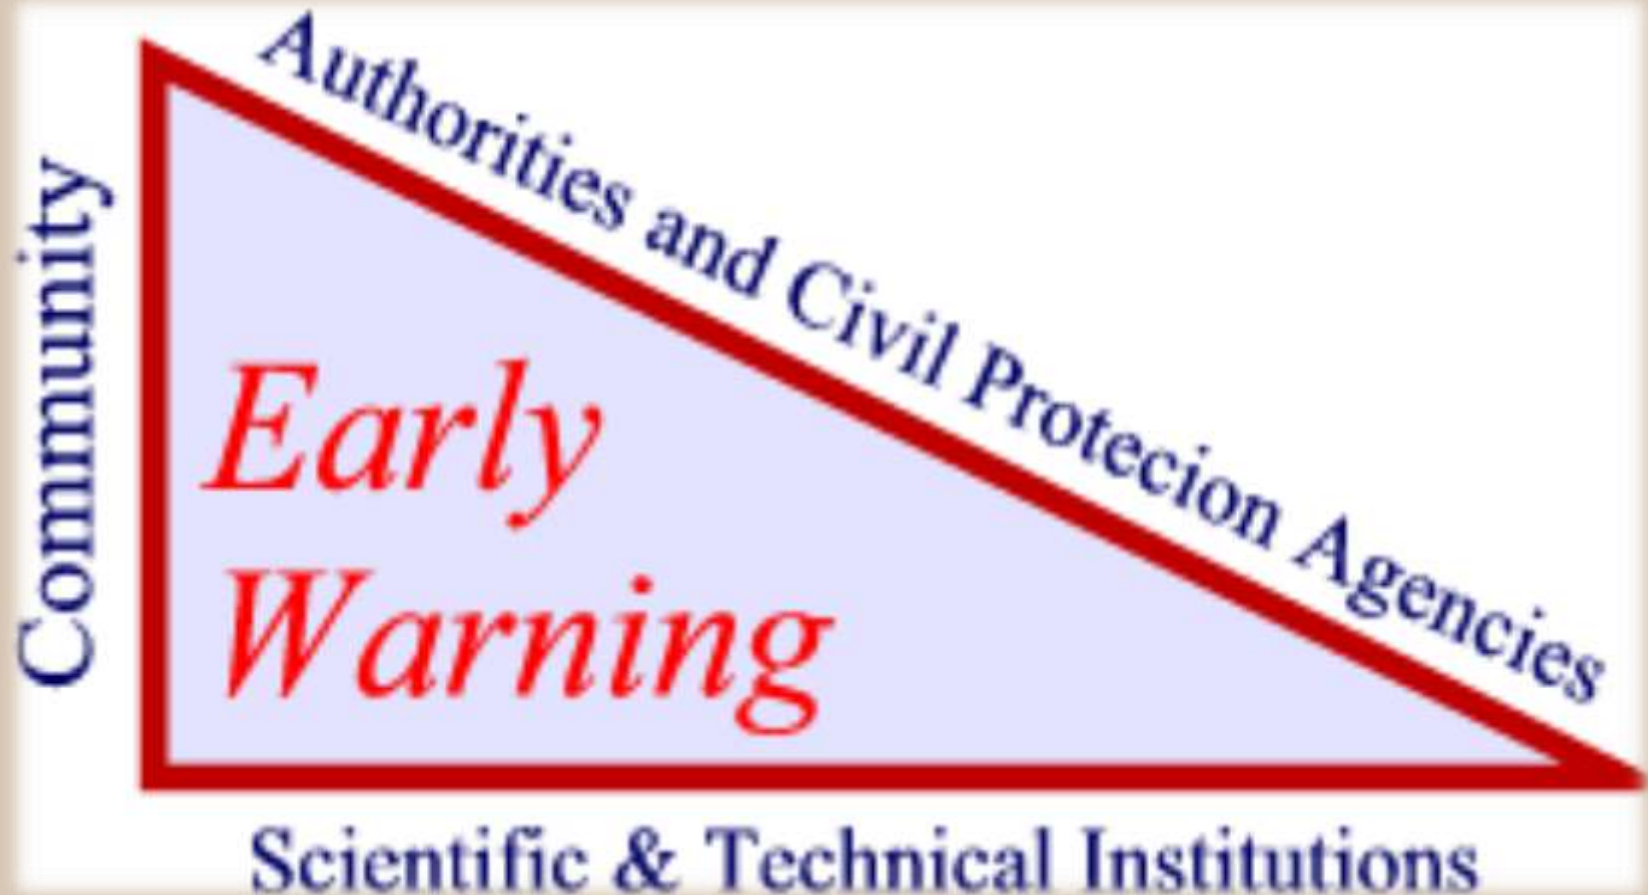 Authorities and Civil Protecion Agencies
Community
Early
Warning
Scientific & Technical Institutions